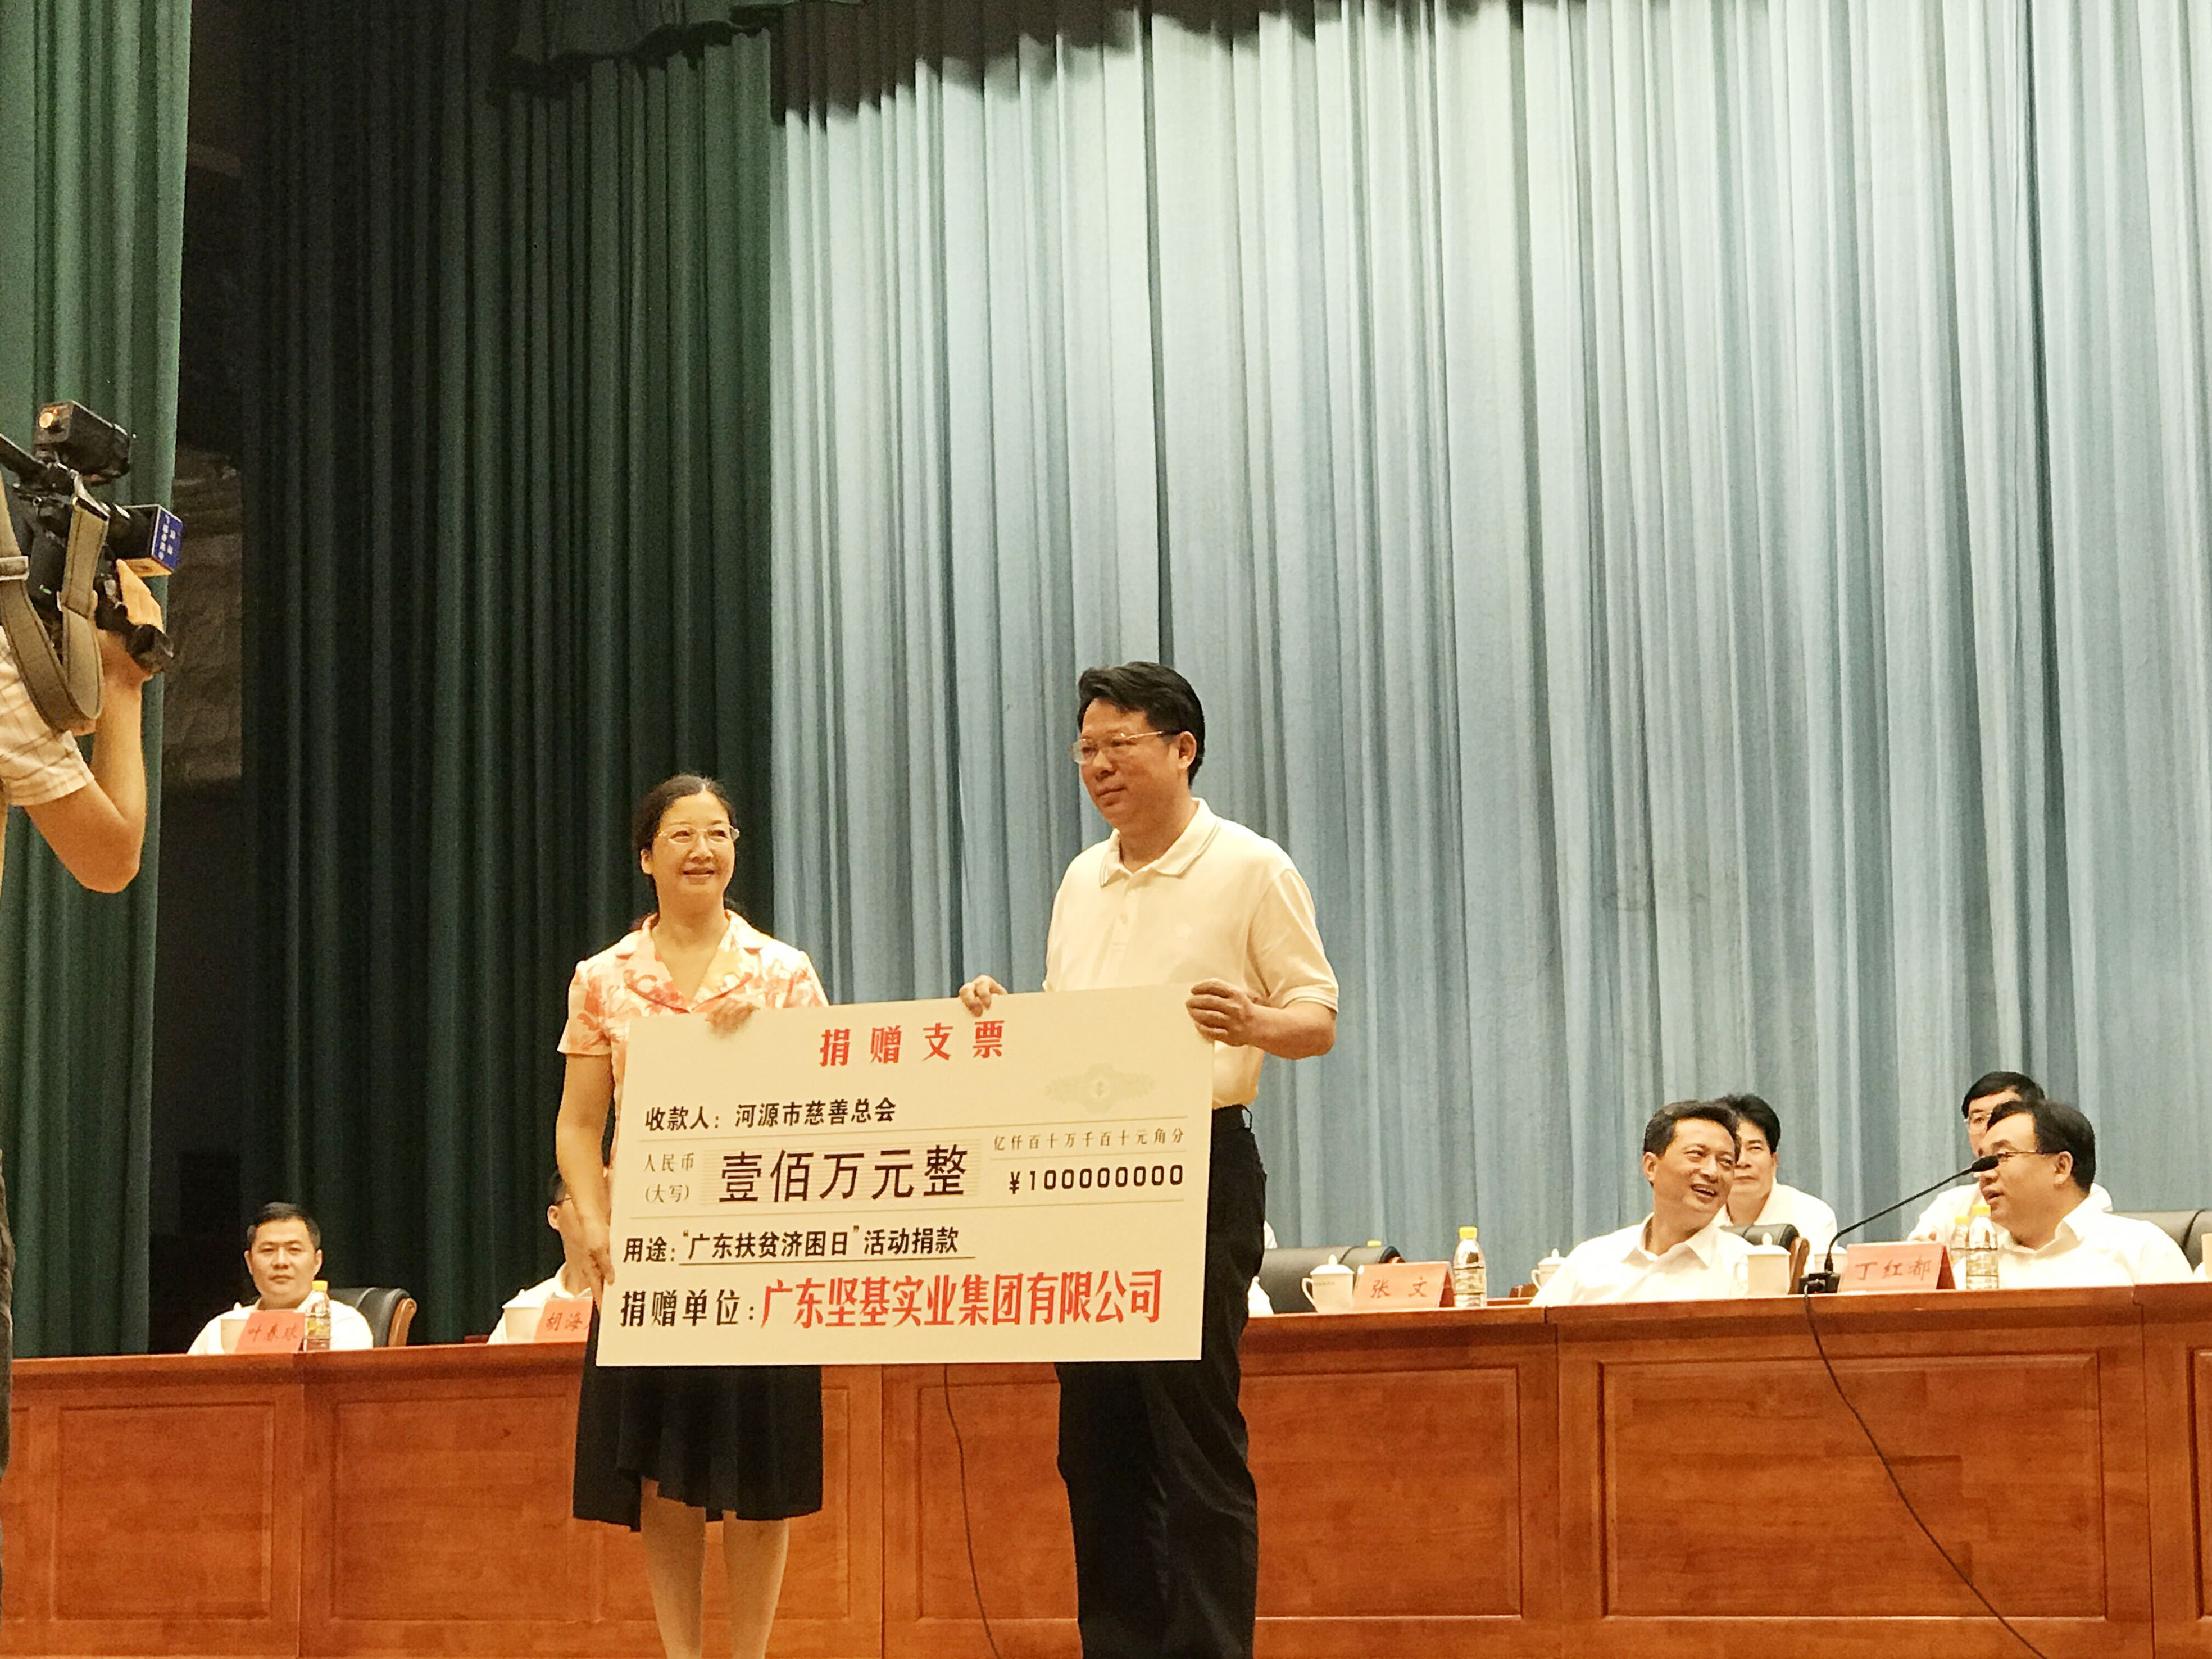 捐赠支票
收款人：河源市慈善总会
人民币
(大写)
壹佰万元整
亿仟百十万千百十元角分
¥100000000
用途：“广东扶贫济困日”活动捐款
捐赠单位：广东坚基实业集团有限公司
胡海
张文
丁红都